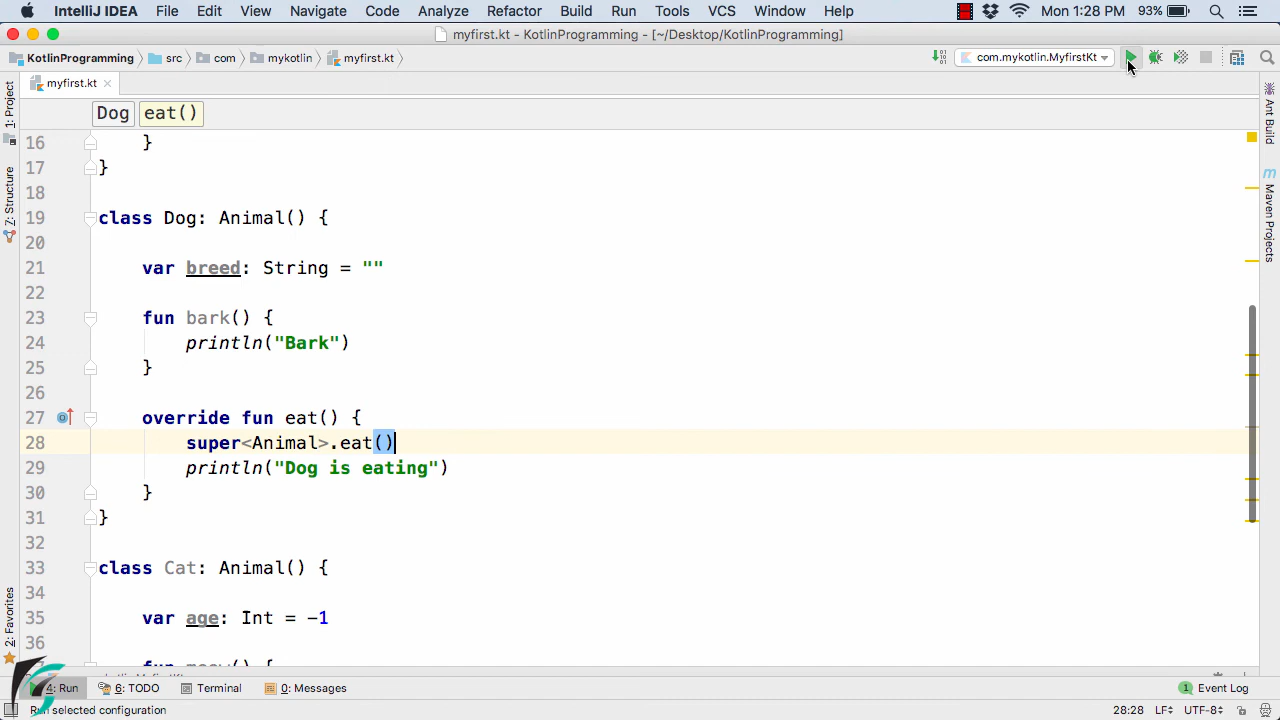 IntelliJ IDEA File Edit View Navigate Code Analyze Refactor Build Run Tools VCS Window Help Mon 1:28 PM 93%
myfirst.kt - KotlinProgramming - [~/Desktop/KotlinProgramming]
KotlinProgramming src com mykotlin myfirst.kt com.mykotlin.MyfirstKt
myfirst.kt
Dog eat()
1: Project
7: Structure
2: Favorites
Ant Build
Maven Projects
16 }
17 }
18
19 class Dog: Animal() {
20
21 var breed: String = ""
22
23 fun bark() {
24 println("Bark")
25 }
26
27 override fun eat() {
28 super<Animal>.eat()
29 println("Dog is eating")
30 }
31 }
32
33 class Cat: Animal() {
34
35 var age: Int = -1
36
fun meow() {
4: Run 6: TODO Terminal 0: Messages 1 Event Log
Run selected configuration 28:28 LF UTF-8